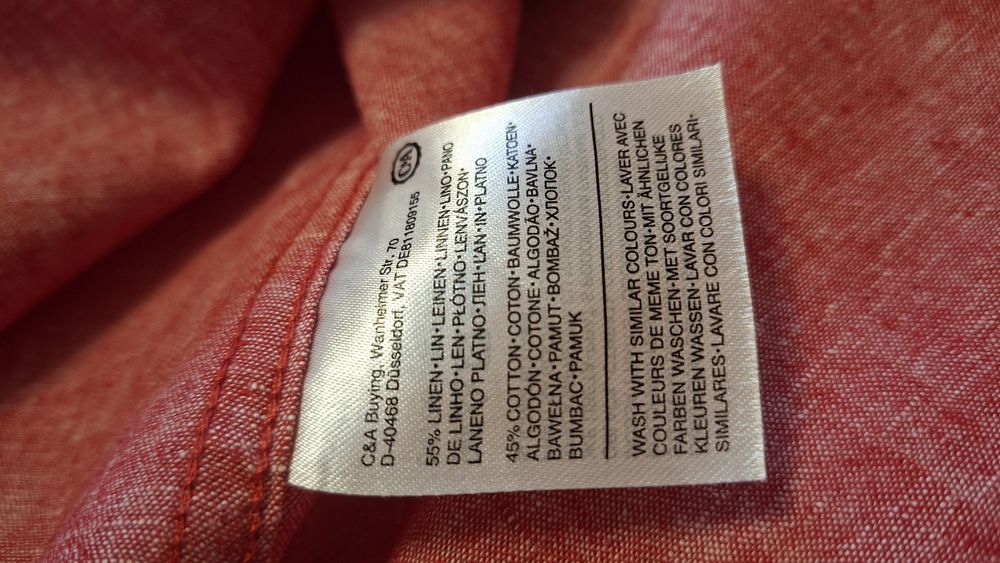 C&A
C&A Buying, Wanheimer Str. 70
D-40468 Düsseldorf, VAT DE811809155
55% LINEN•LIN•LEINEN•LINNEN•LINO•PANO
DE LINHO•LEN•PŁÓTNO•LENVÁSZON•
LANENO PLATNO•ЛЕН•ĽAN•IN•PLATNO
45% COTTON•COTON•BAUMWOLLE•KATOEN•
ALGODÓN•COTONE•ALGODÃO•BAVLNA•
BAWEŁNA•PAMUT•BOMBAŽ•ХЛОПОК•
BUMBAC•PAMUK
WASH WITH SIMILAR COLOURS•LAVER AVEC
COULEURS DE MEME TON•MIT ÄHNLICHEN
FARBEN WASCHEN•MET SOORTGELIJKE
KLEUREN WASSEN•LAVAR CON COLORES
SIMILARES•LAVARE CON COLORI SIMILARI•